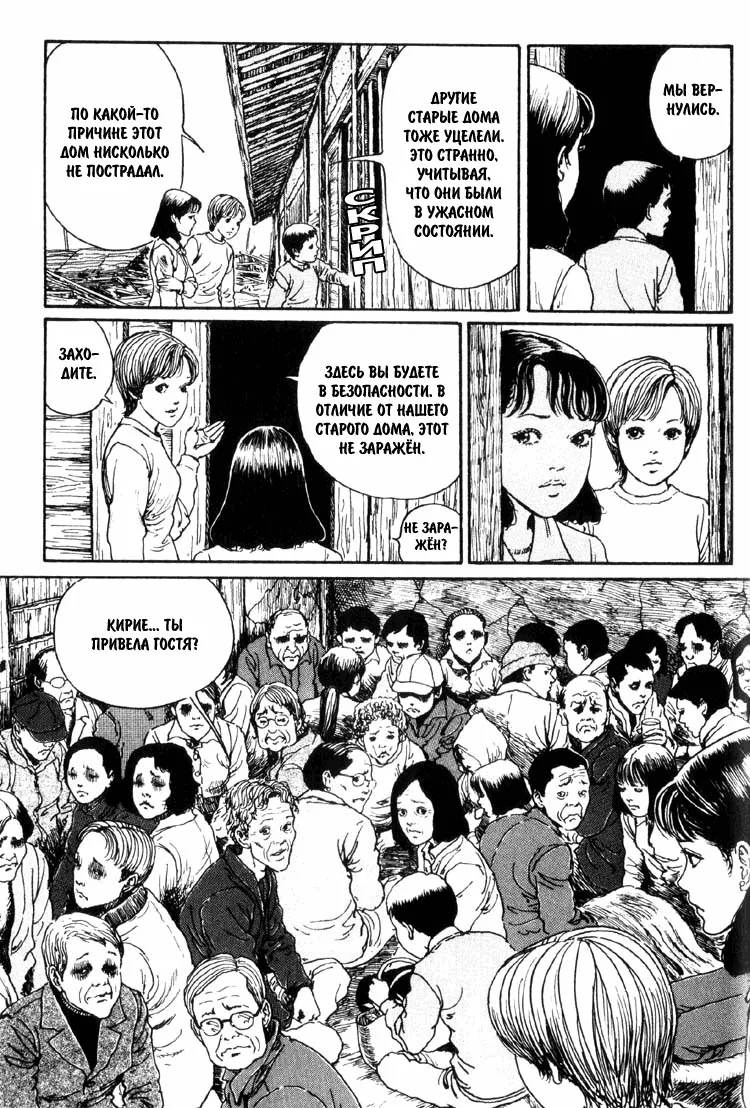 ПО КАКОЙ-ТО
ПРИЧИНЕ ЭТОТ
ДОМ НИСКОЛЬКО
НЕ ПОСТРАДАЛ.
ДРУГИЕ
СТАРЫЕ ДОМА
ТОЖЕ УЦЕЛЕЛИ.
ЭТО СТРАННО,
УЧИТЫВАЯ,
ЧТО ОНИ БЫЛИ
В УЖАСНОМ
СОСТОЯНИИ.
СКРИП
МЫ ВЕР-
НУЛИСЬ.
ЗАХО-
ДИТЕ.
ЗДЕСЬ ВЫ БУДЕТЕ
В БЕЗОПАСНОСТИ. В
ОТЛИЧИЕ ОТ НАШЕГО
СТАРОГО ДОМА, ЭТОТ
НЕ ЗАРАЖЁН.
НЕ ЗАРА-
ЖЁН?
КИРИЕ... ТЫ
ПРИВЕЛА ГОСТЯ?